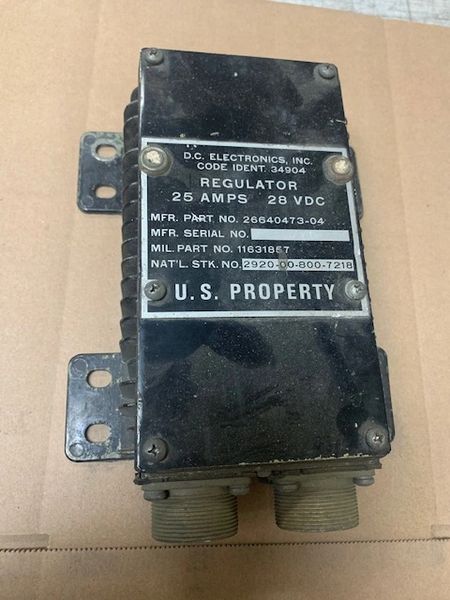 D.C. ELECTRONICS, INC.
CODE IDENT. 34904
REGULATOR
25 AMPS 28 VDC
MFR. PART NO. 26640473-04
MFR. SERIAL NO.
MIL. PART NO. 11631857
NAT'L. STK. NO. 2920-00-800-7218
U.S. PROPERTY